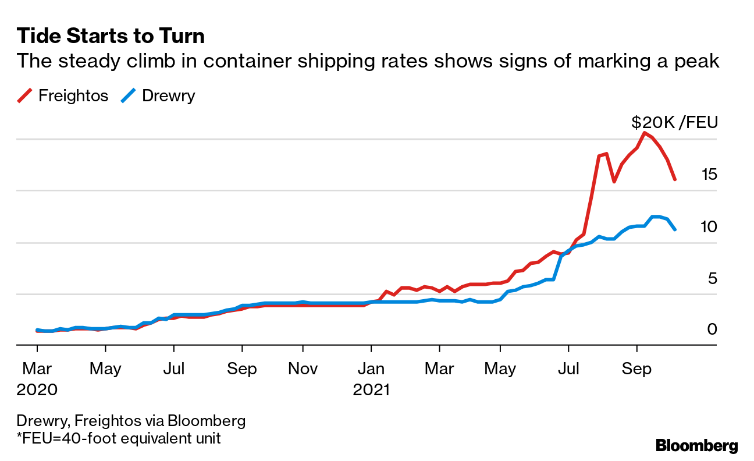 Tide Starts to Turn
The steady climb in container shipping rates shows signs of marking a peak
Freightos Drewry
$20K /FEU
15
10
5
0
Mar May Jul Sep Nov Jan Mar May Jul Sep
2020 2021
Drewry, Freightos via Bloomberg
*FEU=40-foot equivalent unit
Bloomberg